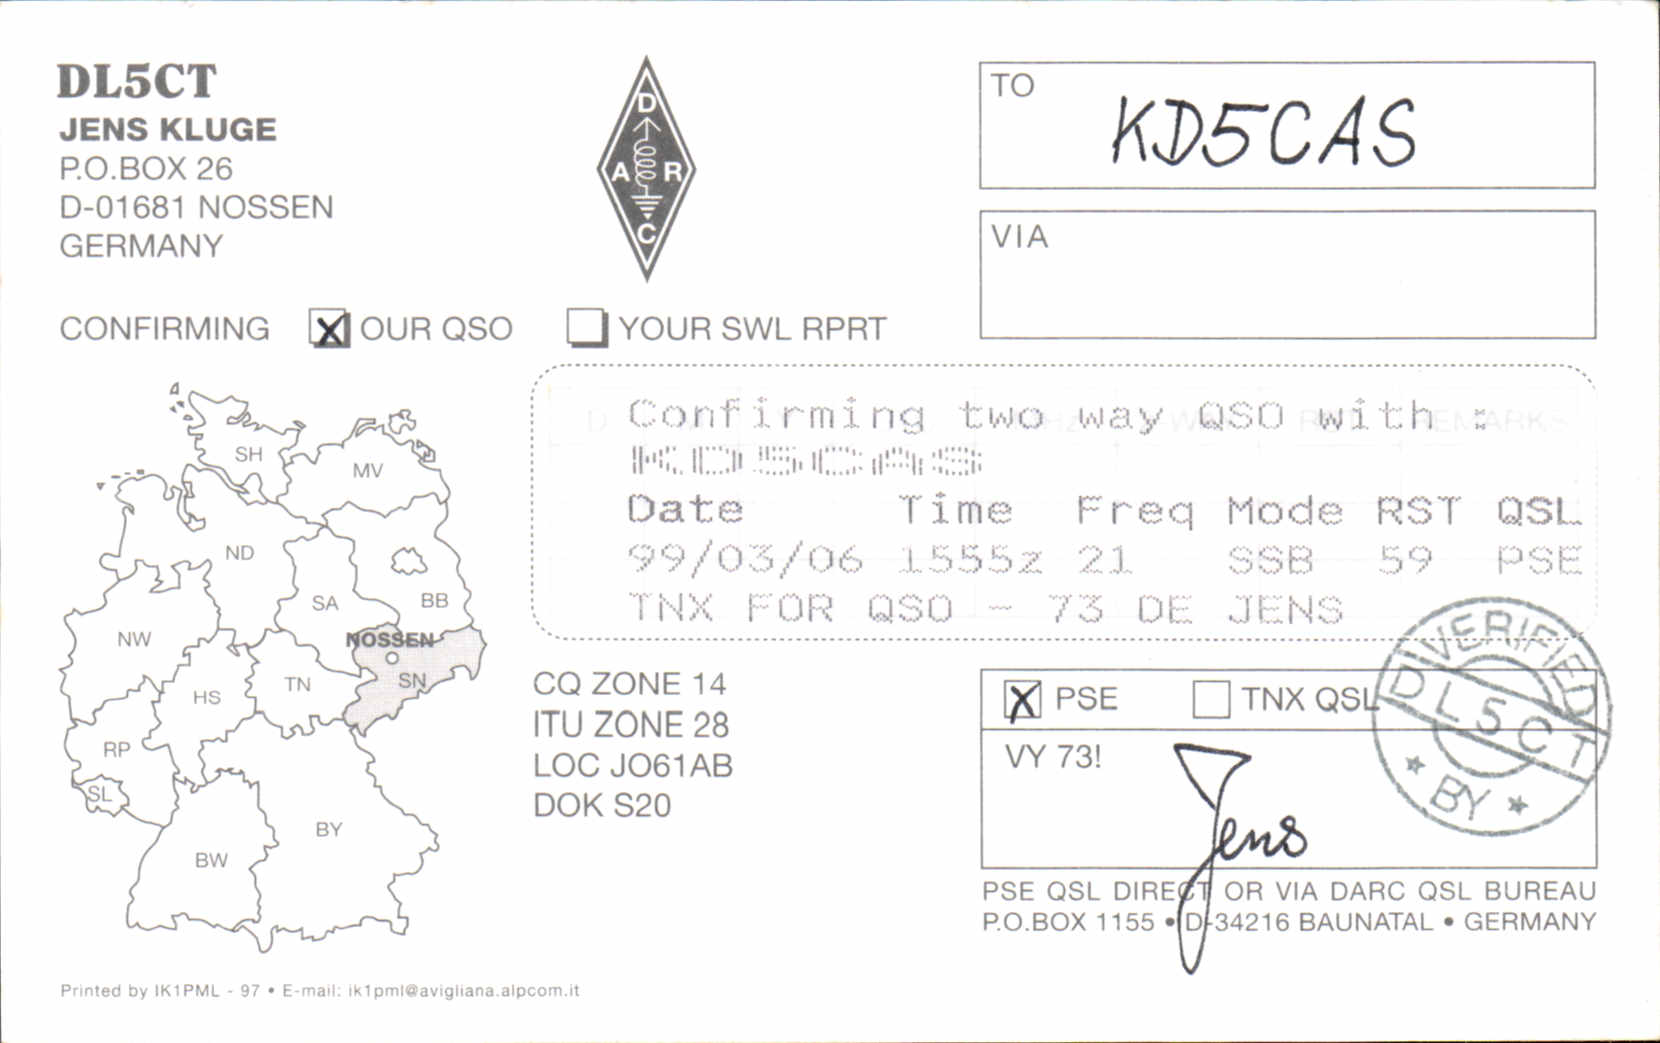 DL5CT
JENS KLUGE
P.O.BOX 26
D-01681 NOSSEN
GERMANY
D
A R
C
TO
KD5CAS
VIA
CONFIRMING X OUR QSO YOUR SWL RPRT
Confirming two way QSO with :
KD5CAS
Date Time Freq Mode RST QSL
99/03/06 1555z 21 SSB 59 PSE
TNX FOR QSO - 73 DE JENS
SH
MV
ND
SA
BB
NW
NOSSEN
SN
TN
HS
RP
SL
BY
BW
CQ ZONE 14
ITU ZONE 28
LOC JO61AB
DOK S20
X PSE TNX QSL
VY 73!
Jens
VERIFIED
DL5CT
BY
PSE QSL DIRECT OR VIA DARC QSL BUREAU
P.O.BOX 1155 • D-34216 BAUNATAL • GERMANY
Printed by IK1PML - 97 • E-mail: ik1pml@avigliana.alpcom.it